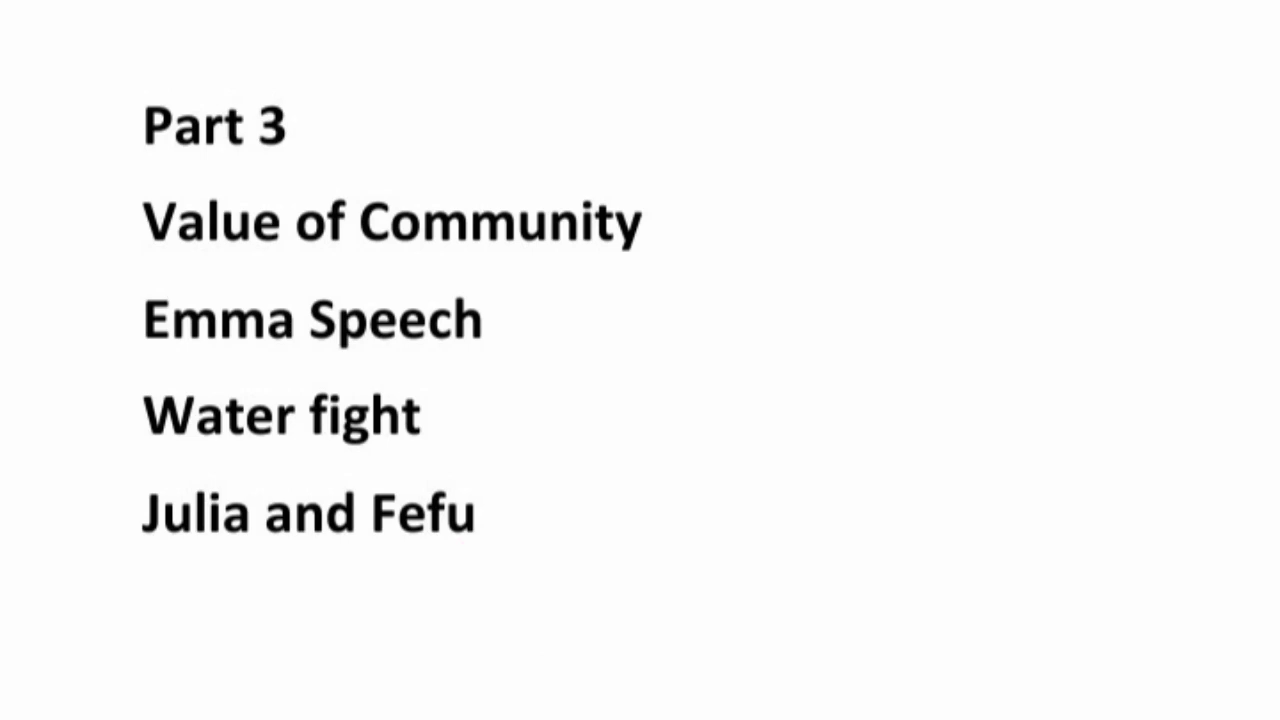 Part 3
Value of Community
Emma Speech
Water fight
Julia and Fefu